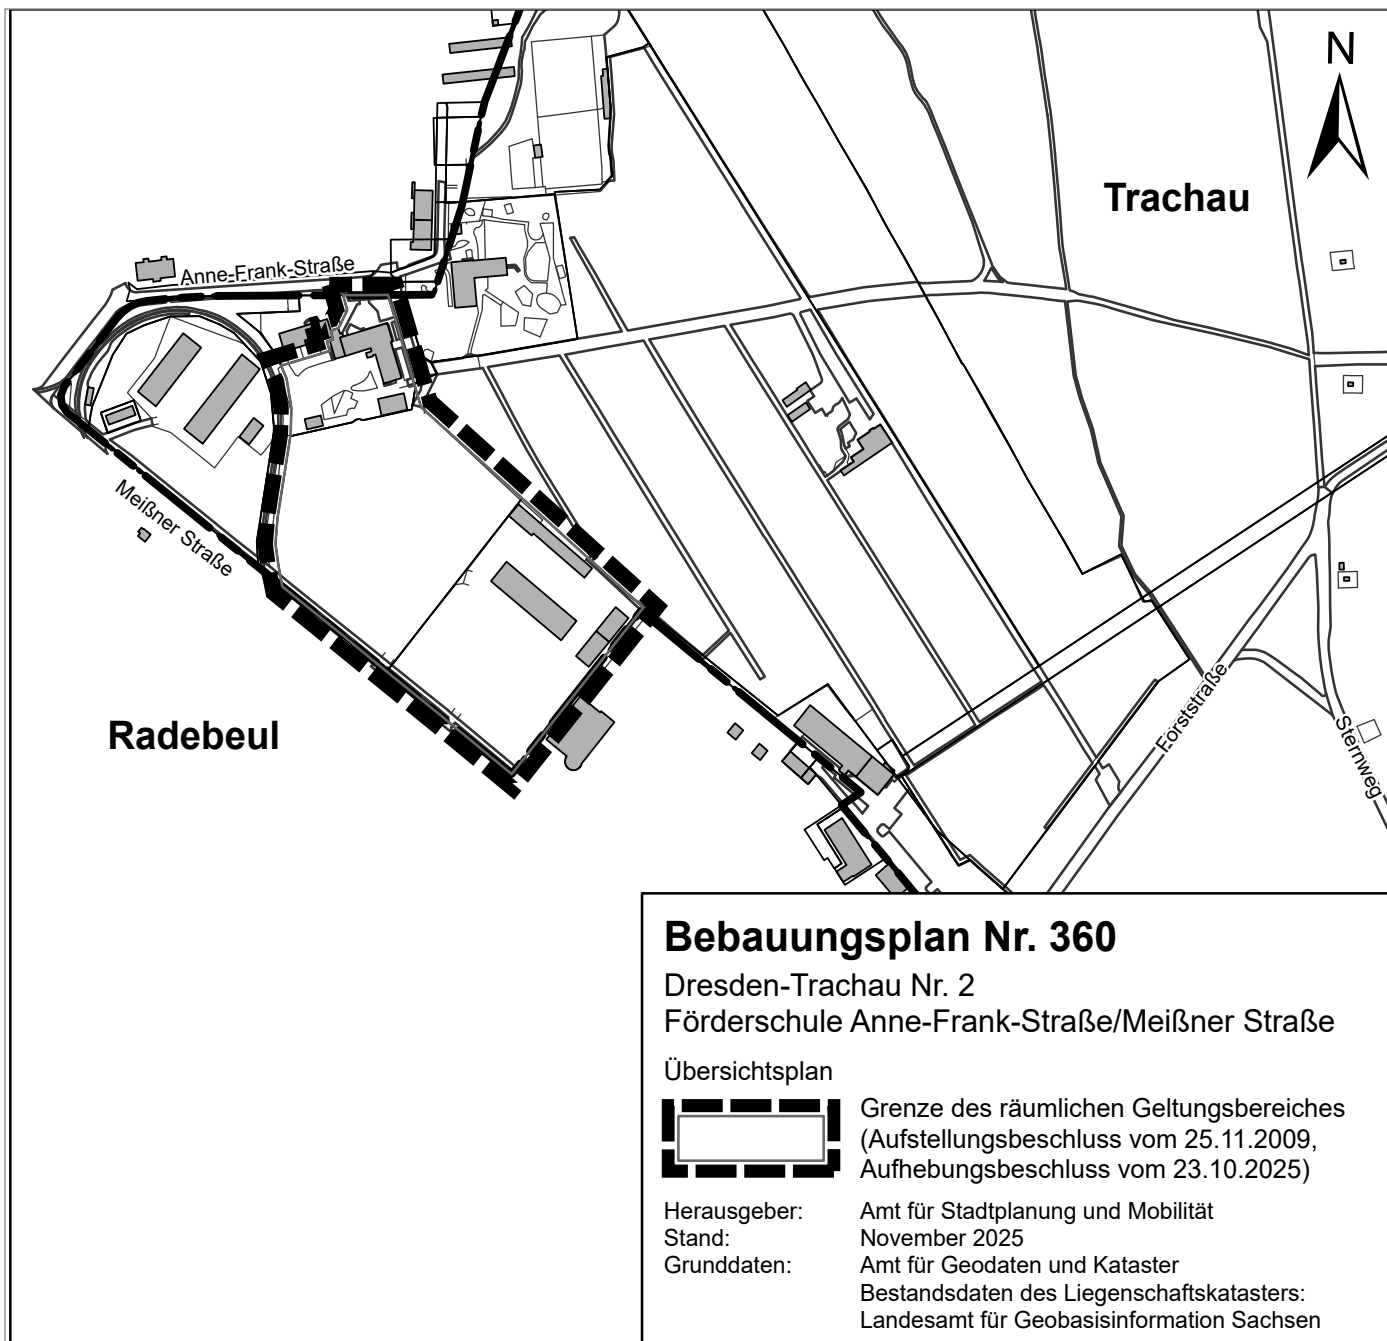 N
Trachau
Anne-Frank-Straße
Meißner Straße
Radebeul
Forststraße
Sternweg
Bebauungsplan Nr. 360
Dresden-Trachau Nr. 2
Förderschule Anne-Frank-Straße/Meißner Straße
Übersichtsplan
Grenze des räumlichen Geltungsbereiches
(Aufstellungsbeschluss vom 25.11.2009,
Aufhebungsbeschluss vom 23.10.2025)
Herausgeber: Amt für Stadtplanung und Mobilität
Stand: November 2025
Grunddaten: Amt für Geodaten und Kataster
Bestandsdaten des Liegenschaftskatasters:
Landesamt für Geobasisinformation Sachsen